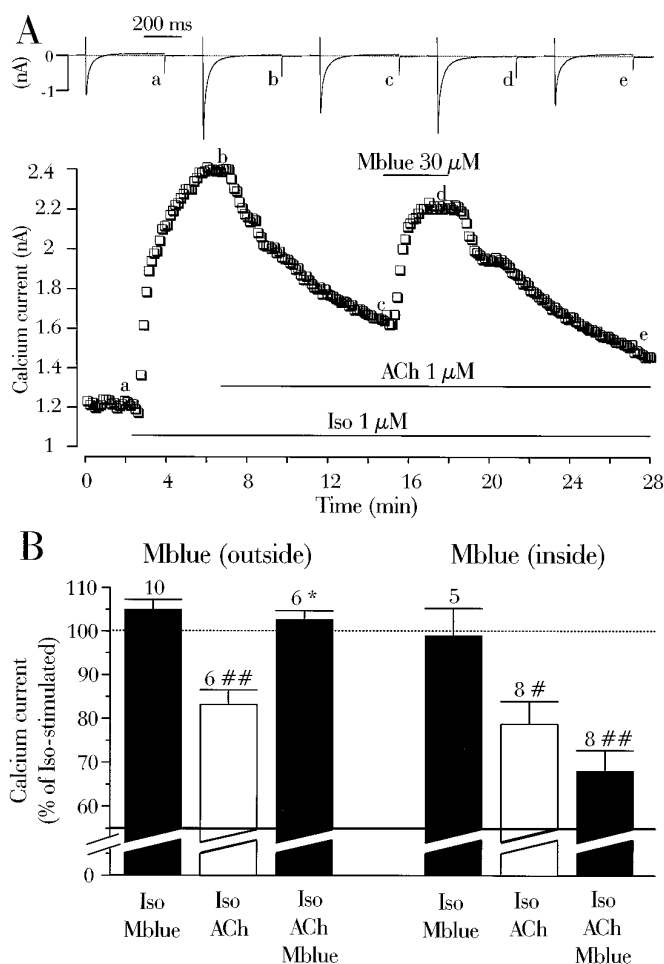 A
200 ms
0
-1
(nA)
a
b
c
d
e
Mblue 30 μM
2.4
2.2
2
1.8
1.6
1.4
1.2
1
Calcium current (nA)
a
b
c
d
e
ACh 1 μM
Iso 1 μM
0 4 8 12 16 20 24 28
Time (min)
B
Mblue (outside)
Mblue (inside)
110
100
90
80
70
60
0
Calcium current
(% of Iso-stimulated)
10
6 ##
6 *
5
8 #
8 ##
Iso
Mblue
Iso
ACh
Iso
ACh
Mblue
Iso
Mblue
Iso
ACh
Iso
ACh
Mblue